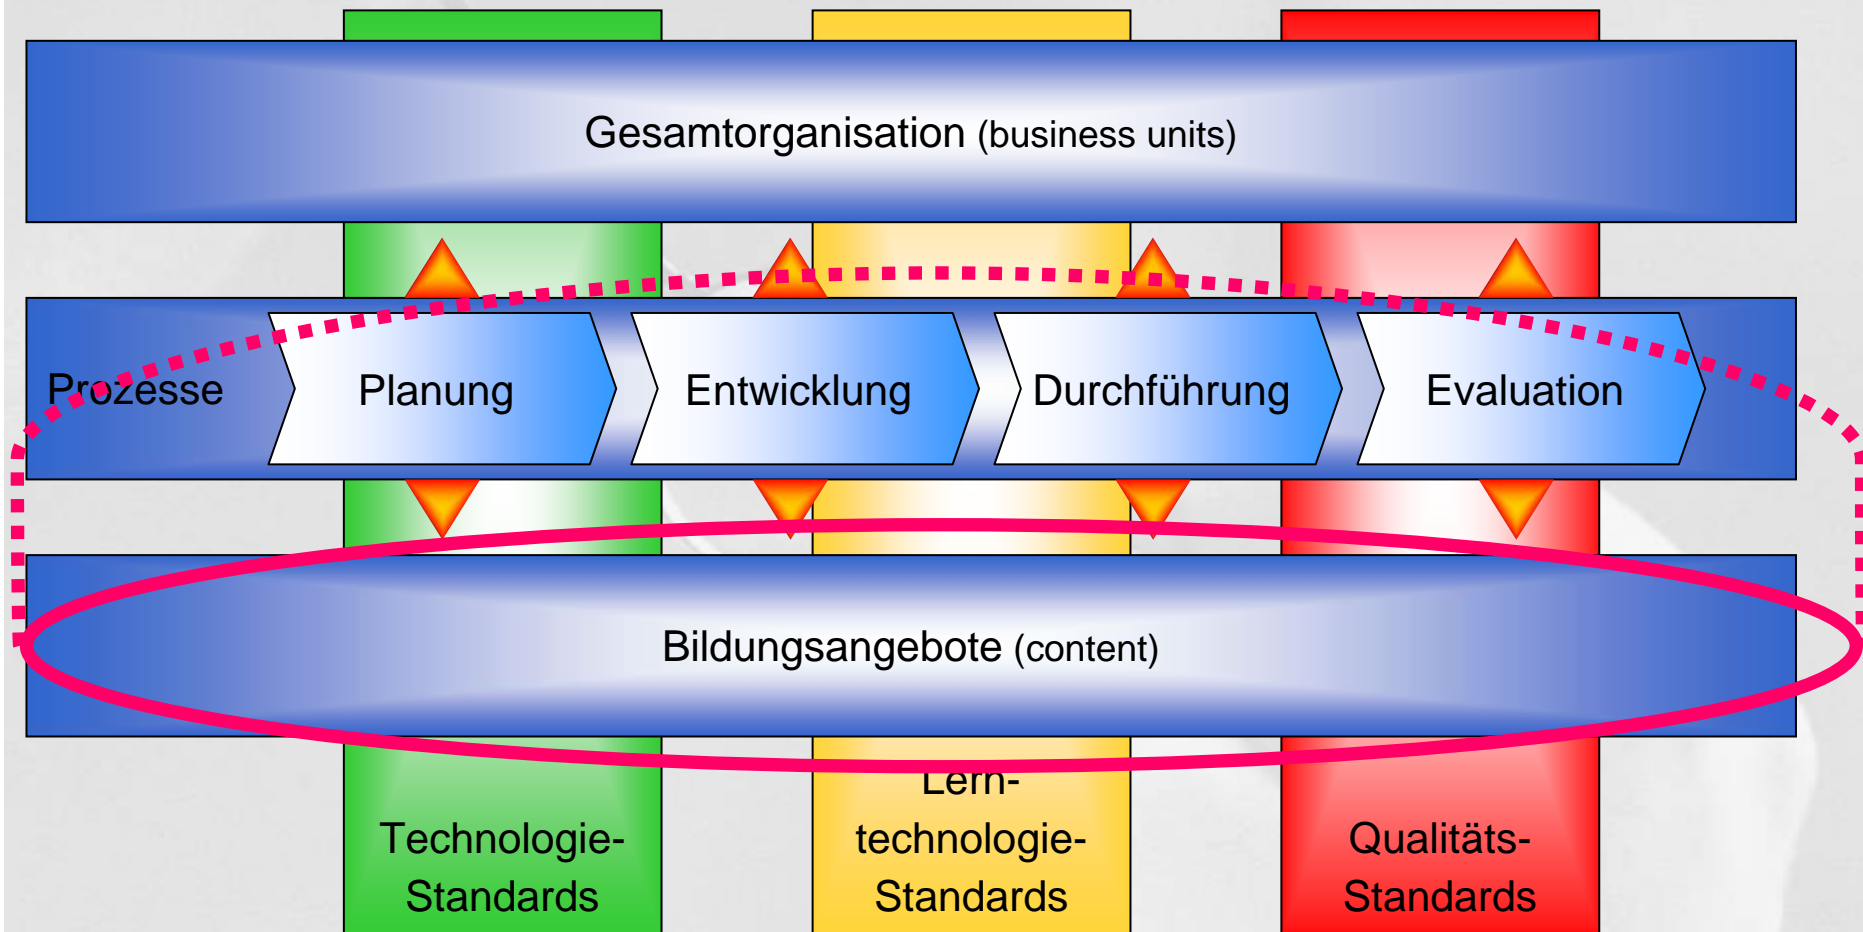 Gesamtorganisation (business units)
Prozesse
Planung
Entwicklung
Durchführung
Evaluation
Bildungsangebote (content)
Technologie-
Standards
Lern-
technologie-
Standards
Qualitäts-
Standards